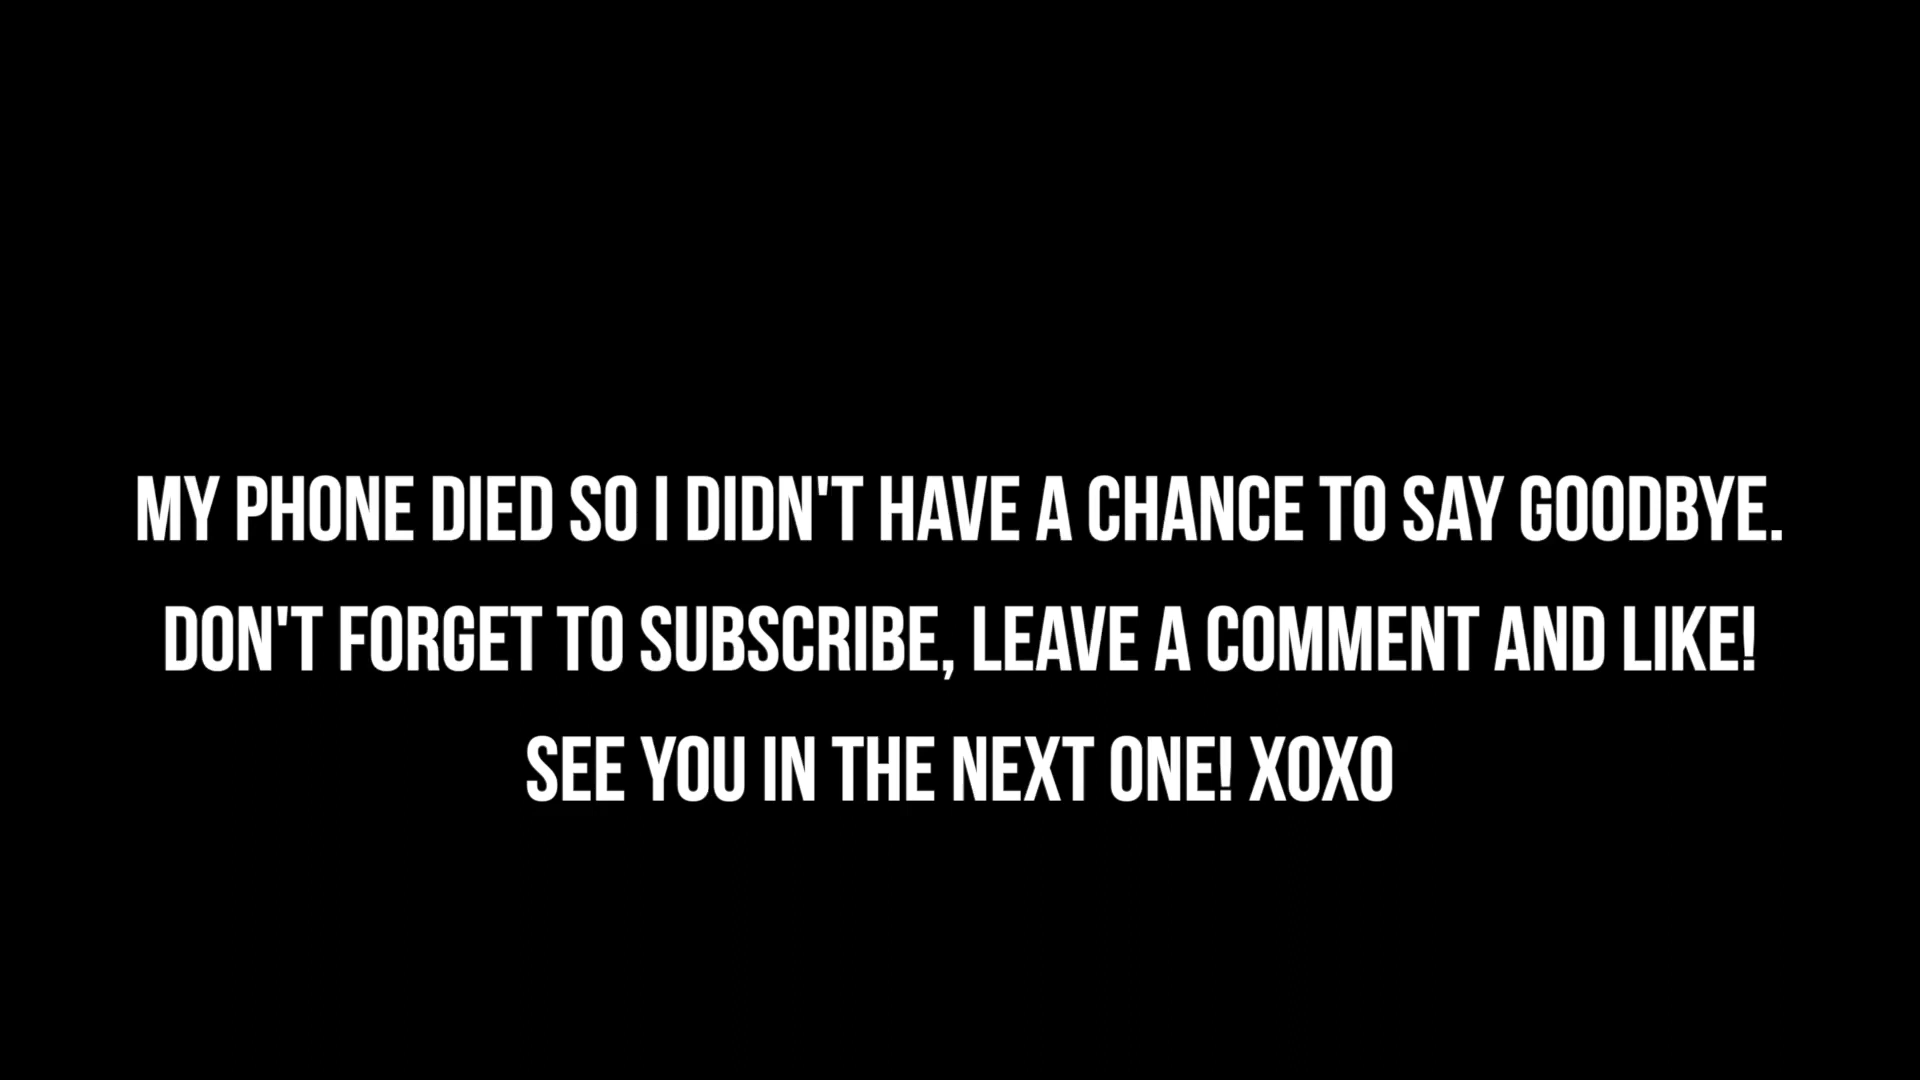 MY PHONE DIED SO I DIDN'T HAVE A CHANCE TO SAY GOODBYE.
DON'T FORGET TO SUBSCRIBE, LEAVE A COMMENT AND LIKE!
SEE YOU IN THE NEXT ONE! XOXO